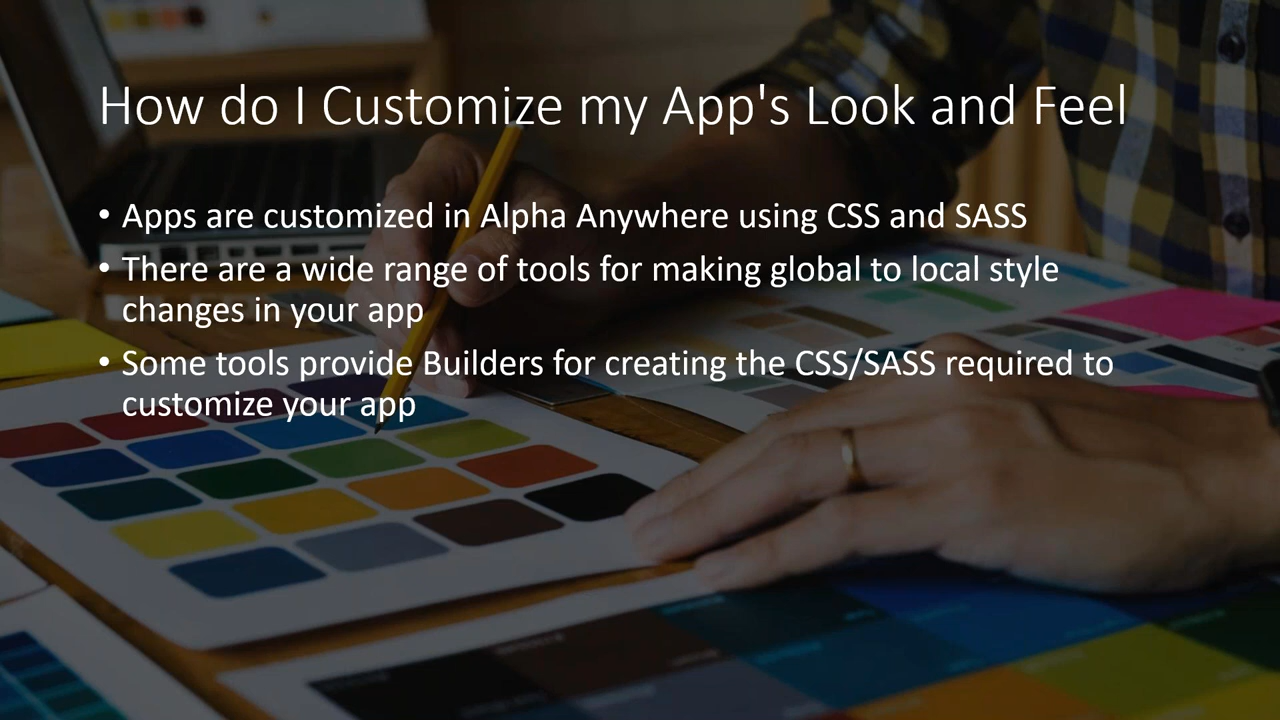 How do I Customize my App's Look and Feel
• Apps are customized in Alpha Anywhere using CSS and SASS
• There are a wide range of tools for making global to local style
changes in your app
• Some tools provide Builders for creating the CSS/SASS required to
customize your app